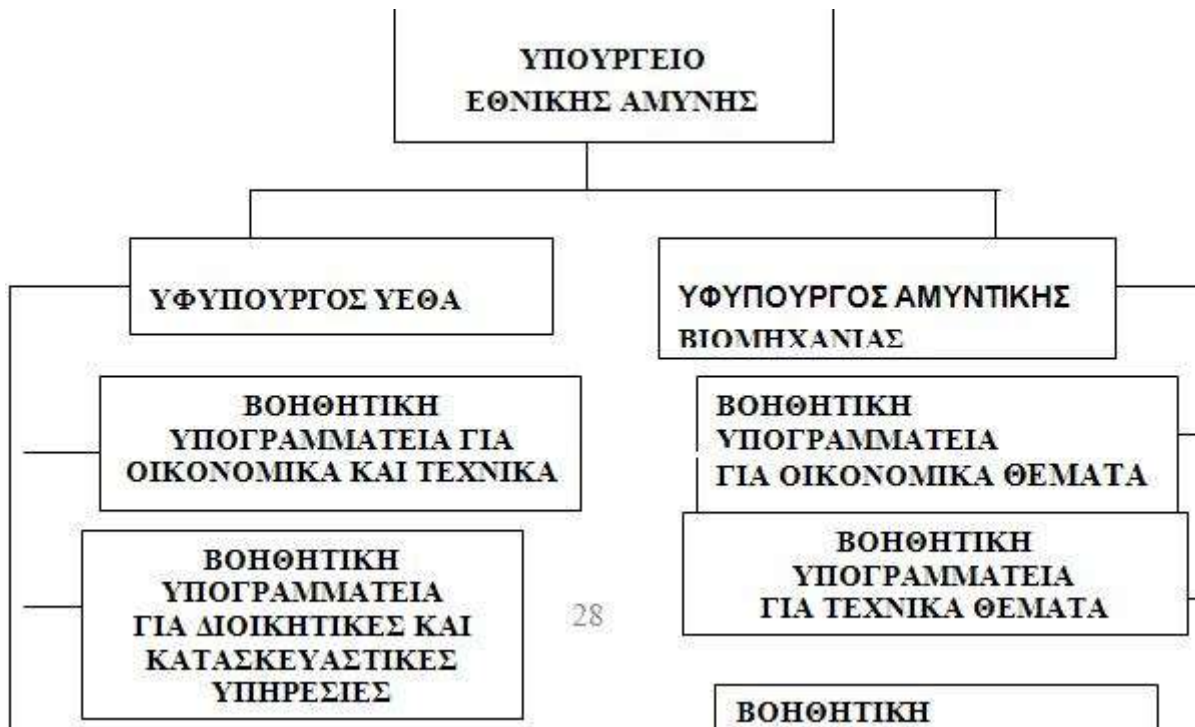 ΥΠΟΥΡΓΕΙΟ
ΕΘΝΙΚΗΣ ΑΜΥΝΗΣ
ΥΦΥΠΟΥΡΓΟΣ ΥΕΘΑ
ΥΦΥΠΟΥΡΓΟΣ ΑΜΥΝΤΙΚΗΣ
ΒΙΟΜΗΧΑΝΙΑΣ
ΒΟΗΘΗΤΙΚΗ
ΥΠΟΓΡΑΜΜΑΤΕΙΑ ΓΙΑ
ΟΙΚΟΝΟΜΙΚΑ ΚΑΙ ΤΕΧΝΙΚΑ
ΒΟΗΘΗΤΙΚΗ
ΥΠΟΓΡΑΜΜΑΤΕΙΑ
ΓΙΑ ΟΙΚΟΝΟΜΙΚΑ ΘΕΜΑΤΑ
ΒΟΗΘΗΤΙΚΗ
ΥΠΟΓΡΑΜΜΑΤΕΙΑ
ΓΙΑ ΔΙΟΙΚΗΤΙΚΕΣ ΚΑΙ
ΚΑΤΑΣΚΕΥΑΣΤΙΚΕΣ
ΥΠΗΡΕΣΙΕΣ
28
ΒΟΗΘΗΤΙΚΗ
ΥΠΟΓΡΑΜΜΑΤΕΙΑ
ΓΙΑ ΤΕΧΝΙΚΑ ΘΕΜΑΤΑ
ΒΟΗΘΗΤΙΚΗ